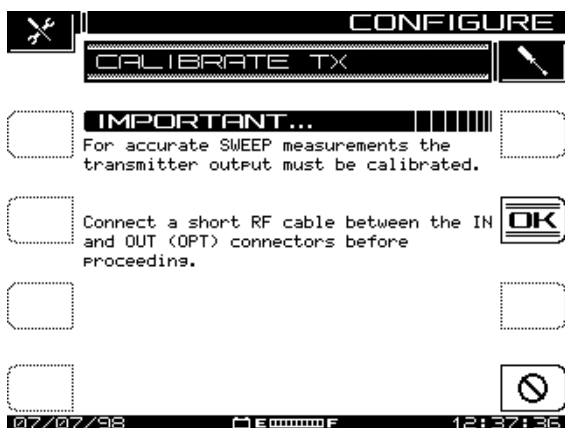 CONFIGURE
CALIBRATE TX
IMPORTANT...
For accurate SWEEP measurements the
transmitter output must be calibrated.
Connect a short RF cable between the IN
and OUT (OPT) connectors before
proceeding.
OK
07/07/98 E F 12:37:36